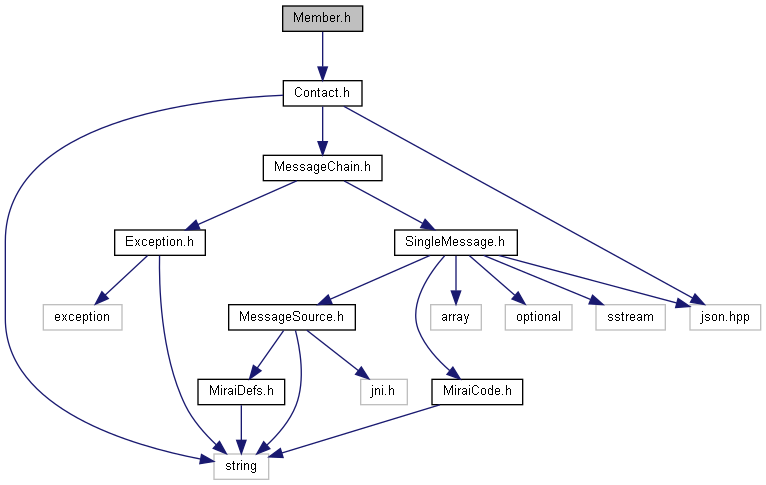 Member.h
Contact.h
MessageChain.h
Exception.h
SingleMessage.h
exception
MessageSource.h
array
optional
sstream
json.hpp
MiraiDefs.h
jni.h
MiraiCode.h
string